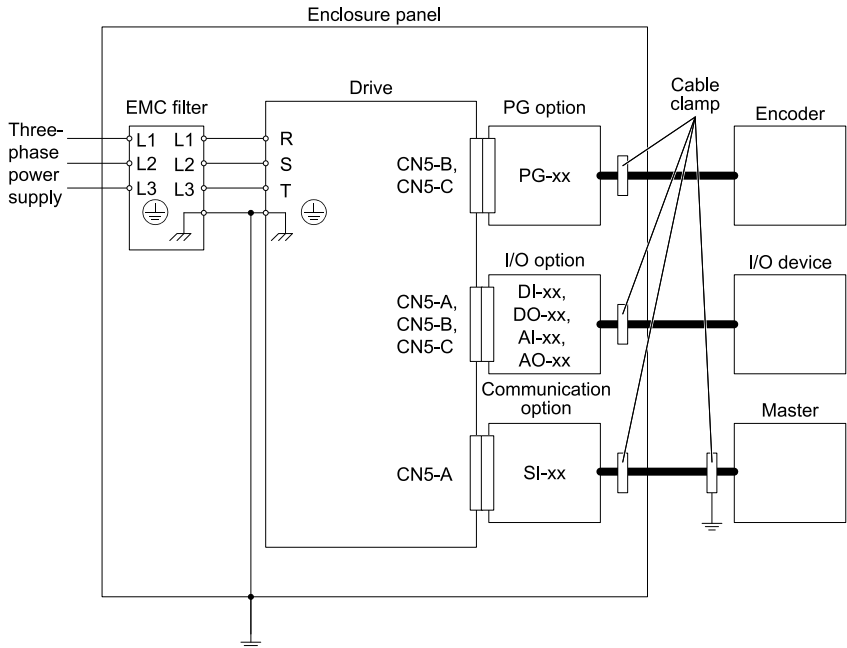 Enclosure panel
EMC filter
Drive
PG option
Cable
clamp
Encoder
Three-
phase
power
supply
L1 L1
L2 L2
L3 L3
R
S
T
CN5-B,
CN5-C
PG-xx
I/O option
I/O device
CN5-A,
CN5-B,
CN5-C
DI-xx,
DO-xx,
AI-xx,
AO-xx
Communication
option
Master
CN5-A
SI-xx